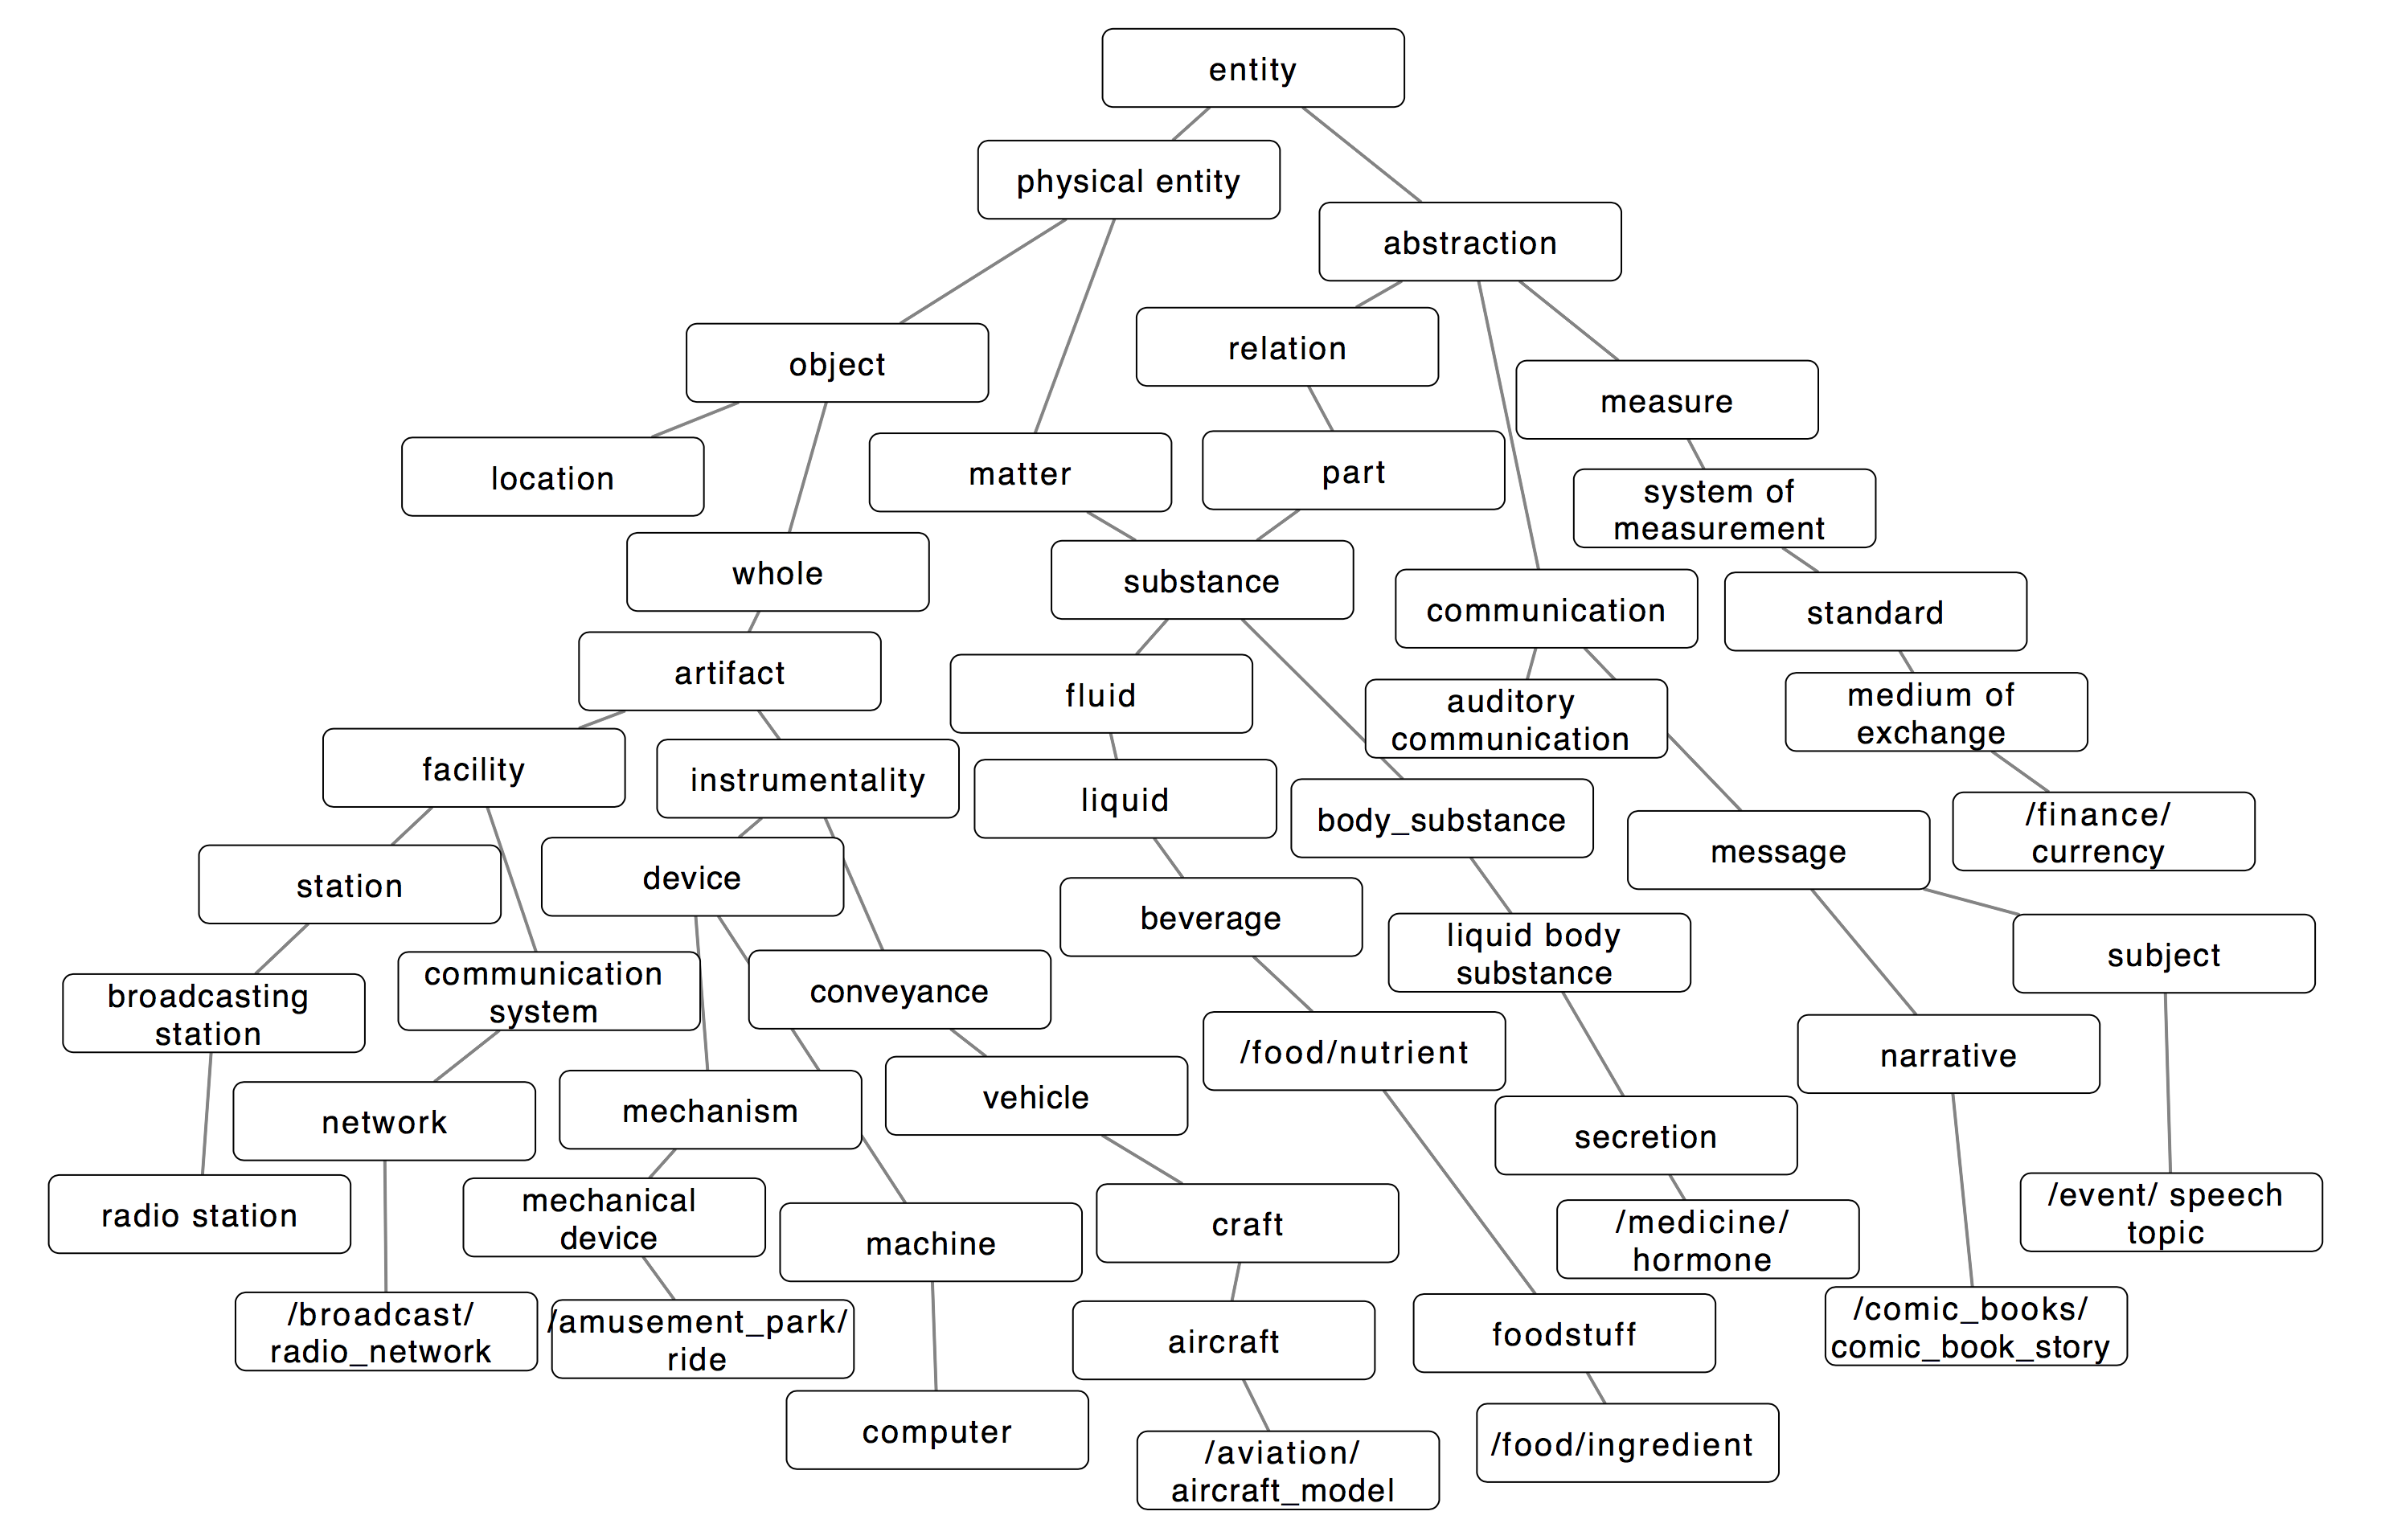 entity
physical entity
abstraction
relation
object
measure
location
matter
part
system of
measurement
whole
substance
communication
standard
artifact
fluid
auditory
communication
medium of
exchange
facility
instrumentality
liquid
body_substance
/finance/
currency
message
station
device
beverage
liquid body
substance
subject
broadcasting
station
communication
system
conveyance
/food/nutrient
narrative
network
mechanism
vehicle
secretion
radio station
mechanical
device
machine
craft
/medicine/
hormone
/event/ speech
topic
/broadcast/
radio_network
/amusement_park/
ride
aircraft
foodstuff
/comic_books/
comic_book_story
computer
/aviation/
aircraft_model
/food/ingredient